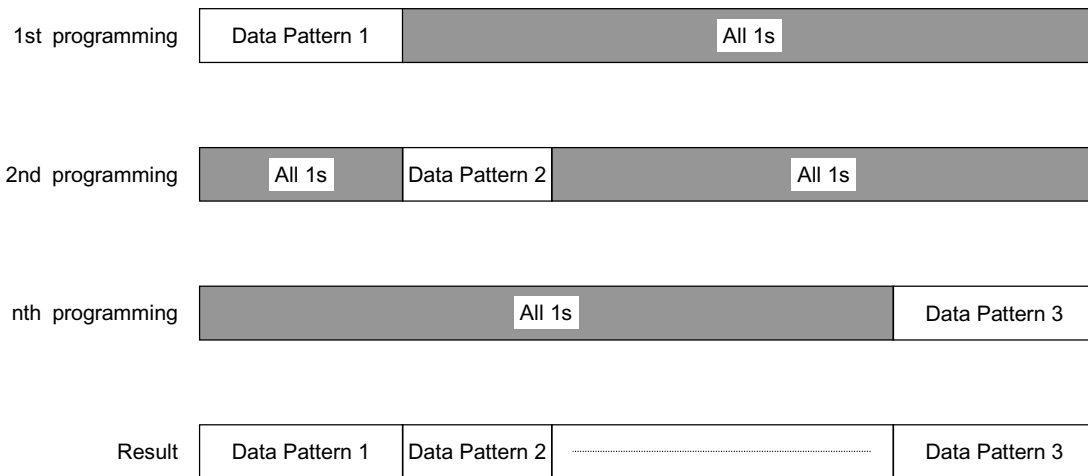 1st programming Data Pattern 1 All 1s
2nd programming All 1s Data Pattern 2 All 1s
nth programming All 1s Data Pattern 3
Result Data Pattern 1 Data Pattern 2 Data Pattern 3